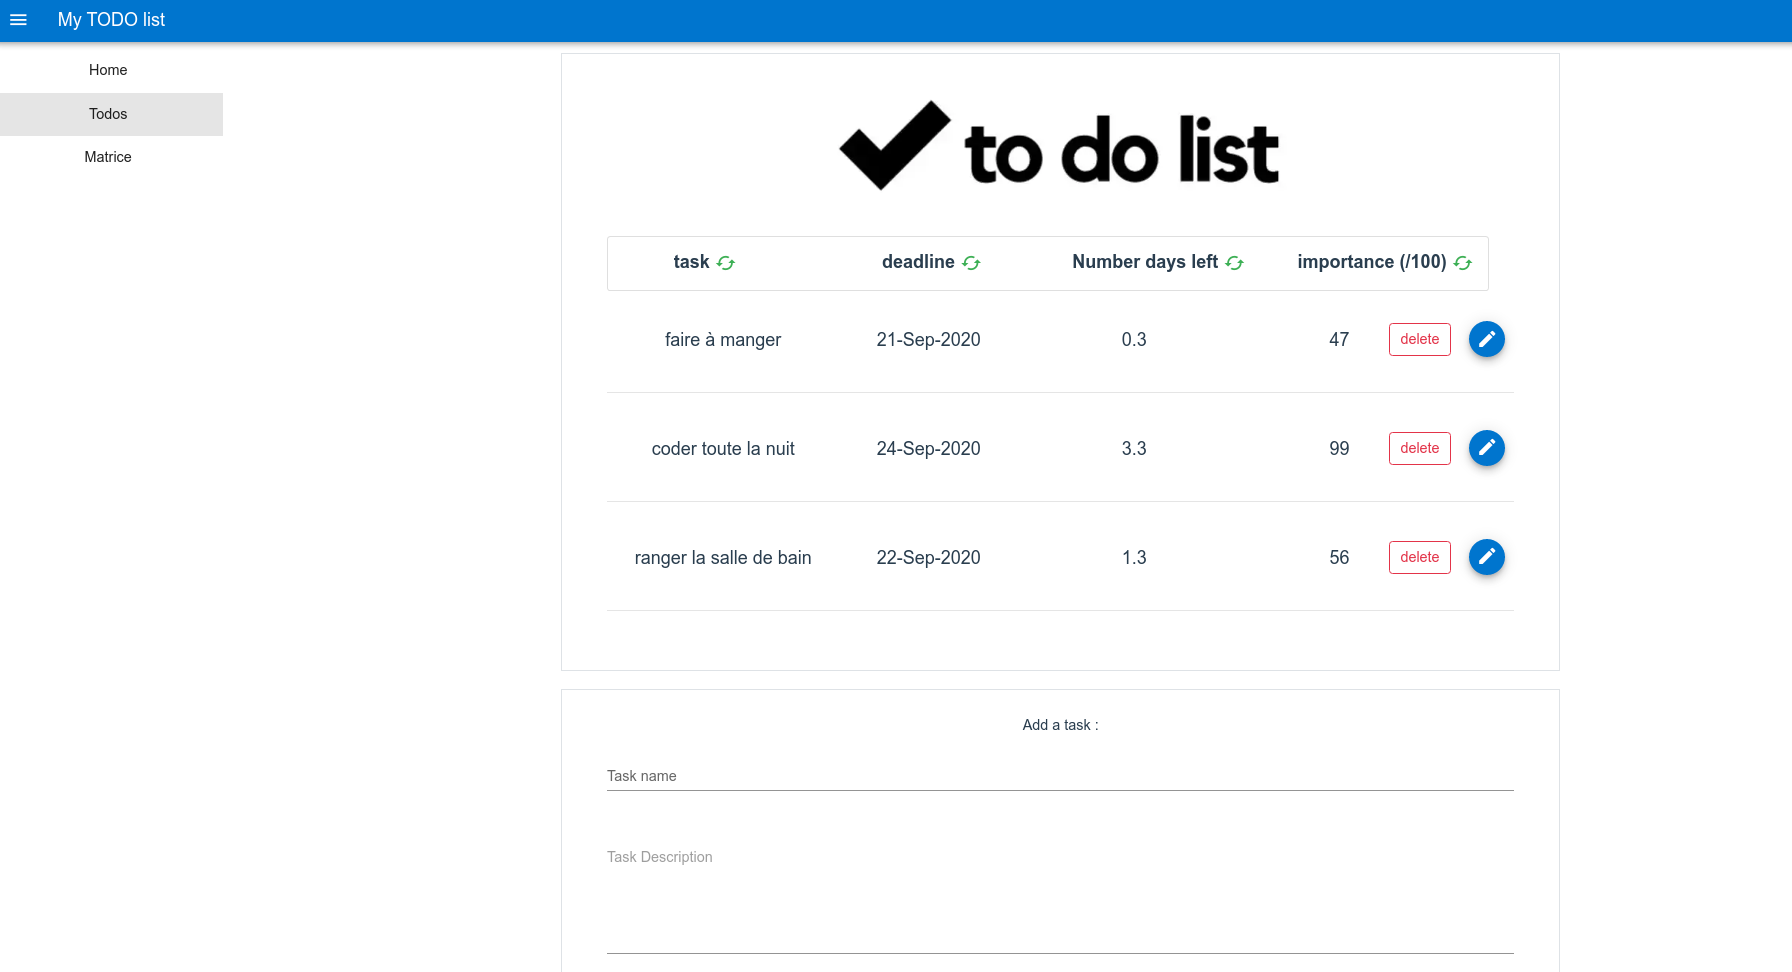 My TODO list
Home
Todos
Matrice
to do list
task deadline Number days left importance (/100)
faire à manger 21-Sep-2020 0.3 47 delete
coder toute la nuit 24-Sep-2020 3.3 99 delete
ranger la salle de bain 22-Sep-2020 1.3 56 delete
Add a task :
Task name
Task Description